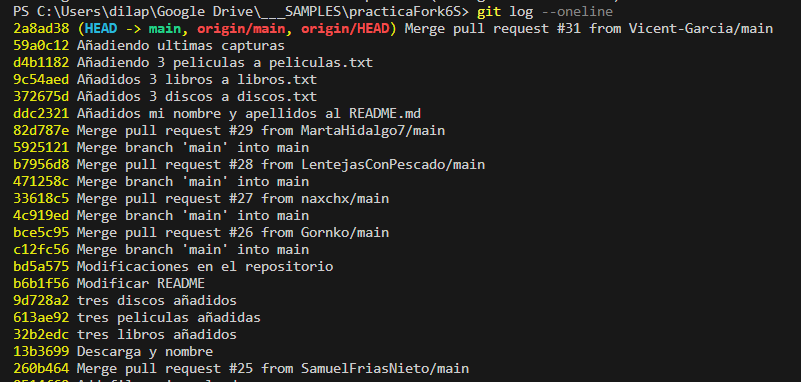 PS C:\Users\dilap\Google Drive\___SAMPLES\practicaFork6S> git log --oneline
2a8ad38 (HEAD -> main, origin/main, origin/HEAD) Merge pull request #31 from Vicent-Garcia/main
59a0c12 Añadiendo ultimas capturas
d4b1182 Añadiendo 3 peliculas a peliculas.txt
9c54aed Añadidos 3 libros a libros.txt
372675d Añadidos 3 discos a discos.txt
ddc2321 Añadidos mi nombre y apellidos al README.md
82d787e Merge pull request #29 from MartaHidalgo7/main
5925121 Merge branch 'main' into main
b7956d8 Merge pull request #28 from LentejasConPescado/main
471258c Merge branch 'main' into main
33618c5 Merge pull request #27 from naxchx/main
4c919ed Merge branch 'main' into main
bce5c95 Merge pull request #26 from Gornko/main
c12fc56 Merge branch 'main' into main
bd5a575 Modificaciones en el repositorio
b6b1f56 Modificar README
9d728a2 tres discos añadidos
613ae92 tres peliculas añadidas
32b2edc tres libros añadidos
13b3699 Descarga y nombre
260b464 Merge pull request #25 from SamuelFriasNieto/main